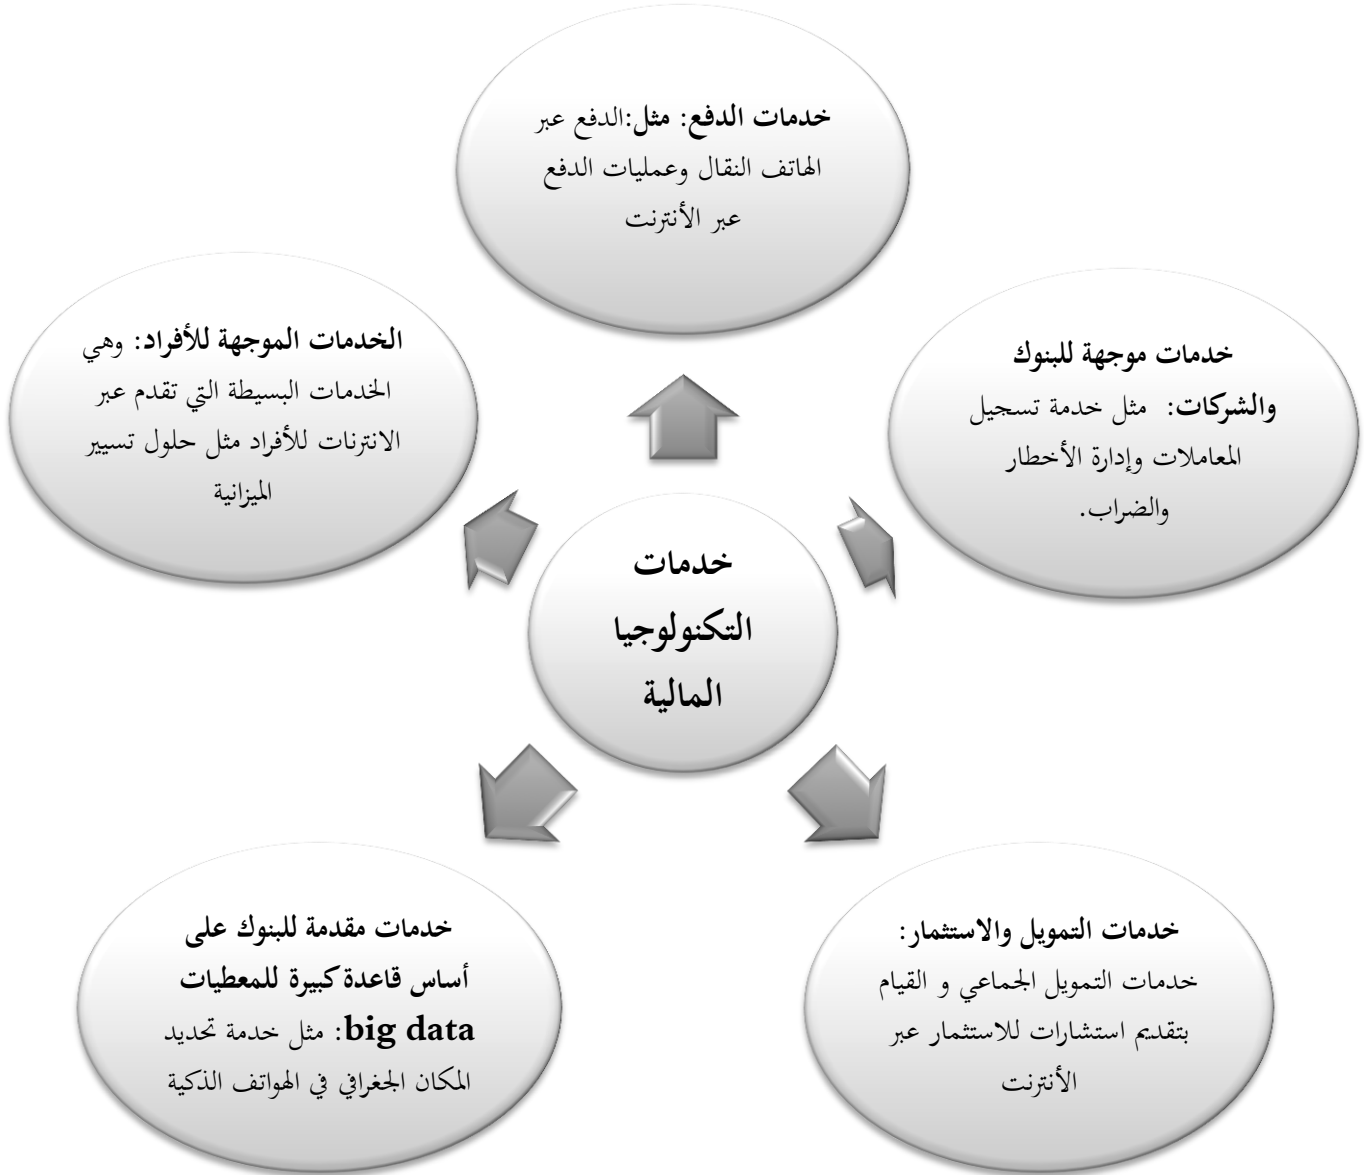 خدمات الدفع: مثل:الدفع عبر
الهاتف النقال وعمليات الدفع
عبر الأنترنت
خدمات موجهة للبنوك
والشركات: مثل خدمة تسجيل
المعاملات وإدارة الأخطار
والضراب.
الخدمات الموجهة للأفراد: وهي
الخدمات البسيطة التي تقدم عبر
الانترنات للأفراد مثل حلول تسيير
الميزانية
خدمات
التكنولوجيا
المالية
خدمات التمويل والاستثمار:
خدمات التمويل الجماعي و القيام
بتقديم استشارات للاستثمار عبر
الأنترنت
خدمات مقدمة للبنوك على
أساس قاعدة كبيرة للمعطيات
big data: مثل خدمة تحديد
المكان الجغرافي في الهواتف الذكية